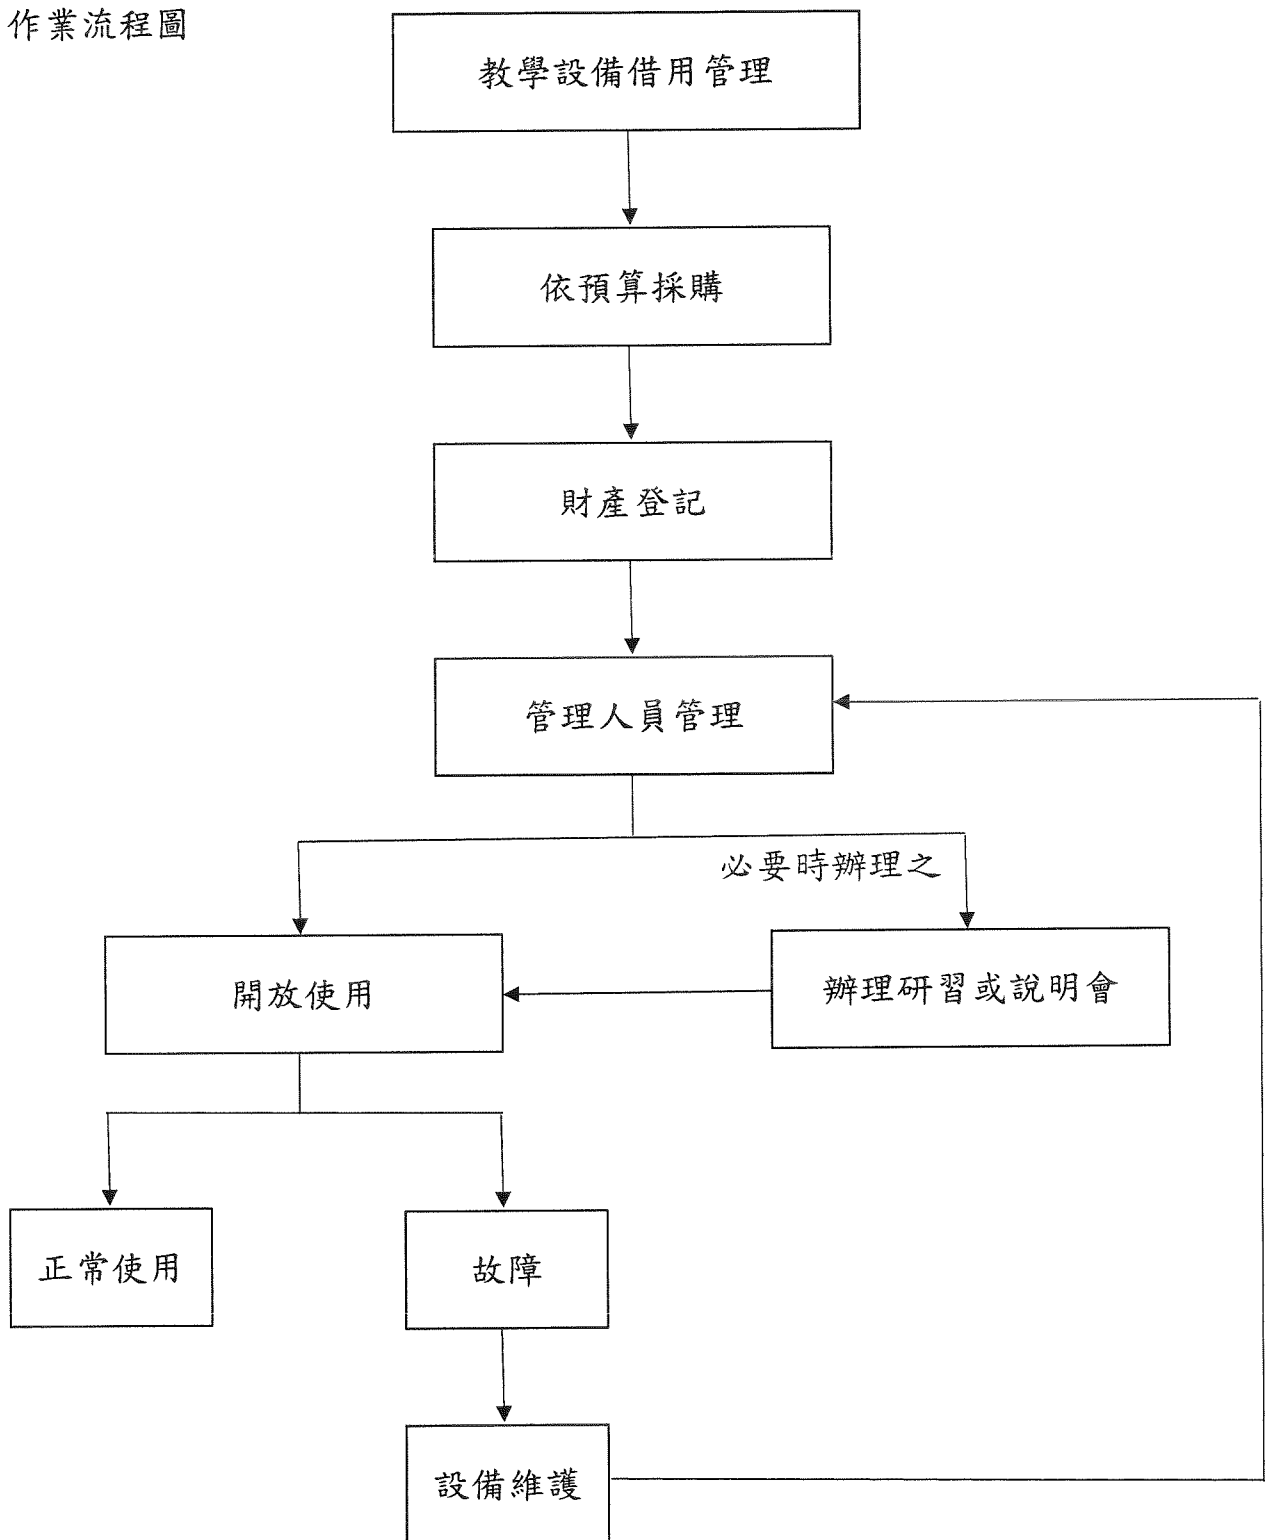 作業流程圖
教學設備借用管理
依預算採購
財產登記
管理人員管理
必要時辦理之
開放使用
辦理研習或說明會
正常使用
故障
設備維護